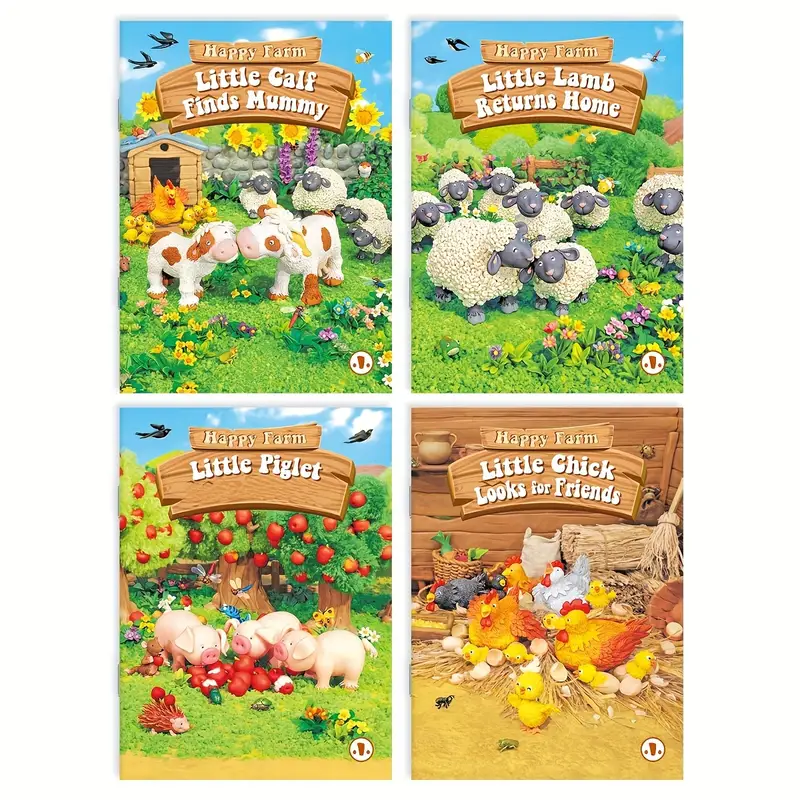 Happy Farm
Little Calf
Finds Mummy
Happy Farm
Little Lamb
Returns Home
Happy Farm
Little Piglet
Happy Farm
Little Chick
Looks for Friends